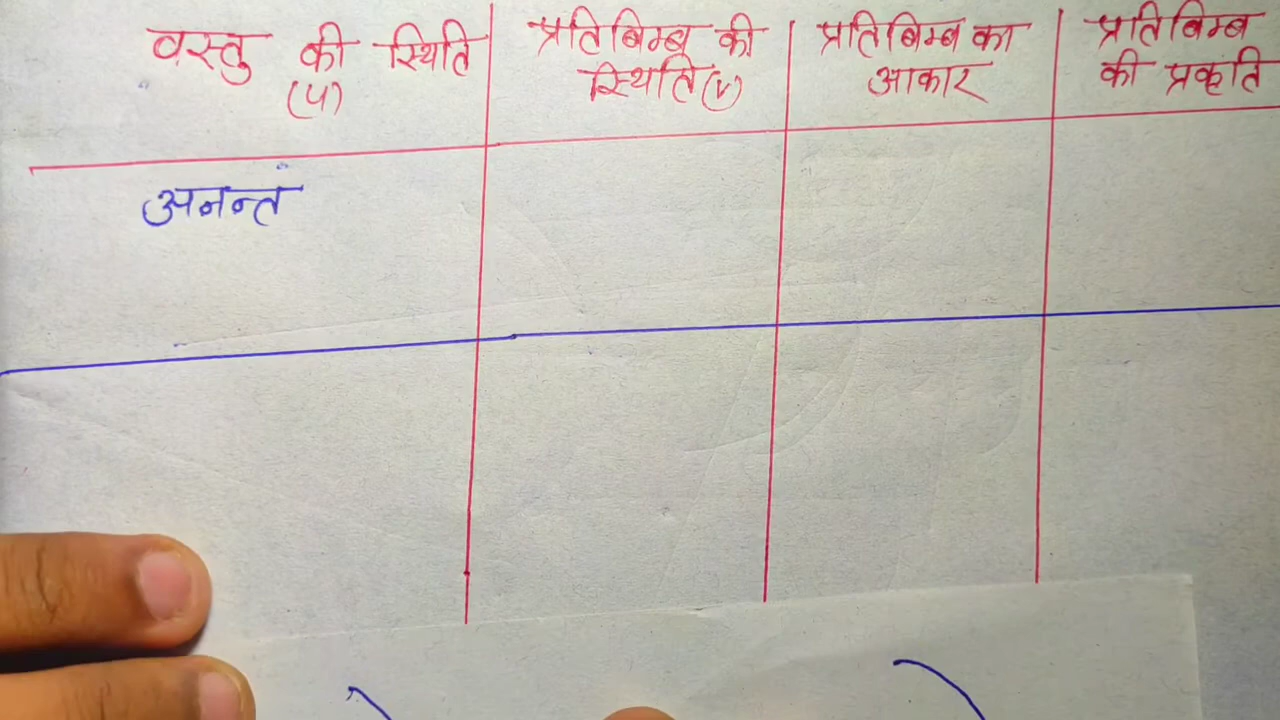 वस्तु की स्थिति
(u)
प्रतिबिम्ब की
स्थिति (v)
प्रतिबिम्ब का
आकार
प्रतिबिम्ब
की प्रकृति
अनन्त